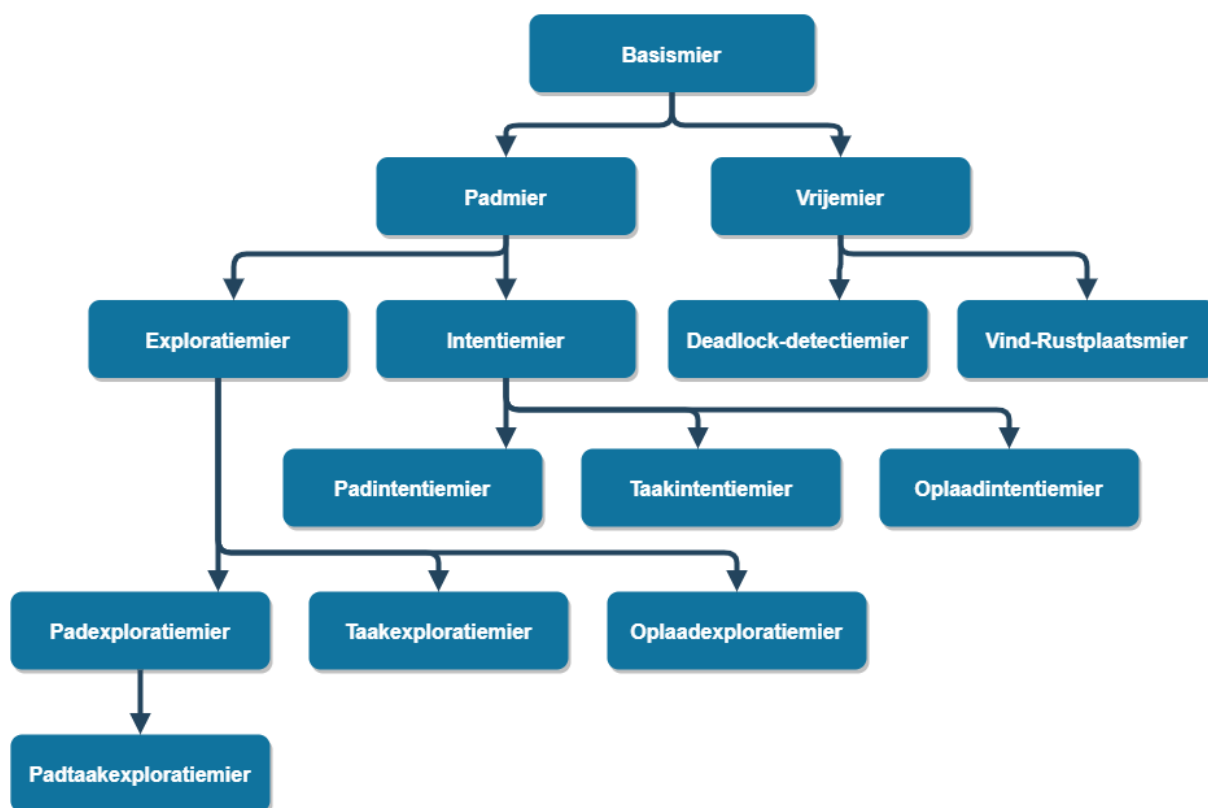 Basismier
Padmier
Vrijemier
Exploratiemier
Intentiemier
Deadlock-detectiemier
Vind-Rustplaatsmier
Padintentiemier
Taakintentiemier
Oplaadintentiemier
Padexploratiemier
Taakexploratiemier
Oplaadexploratiemier
Padtaakexploratiemier